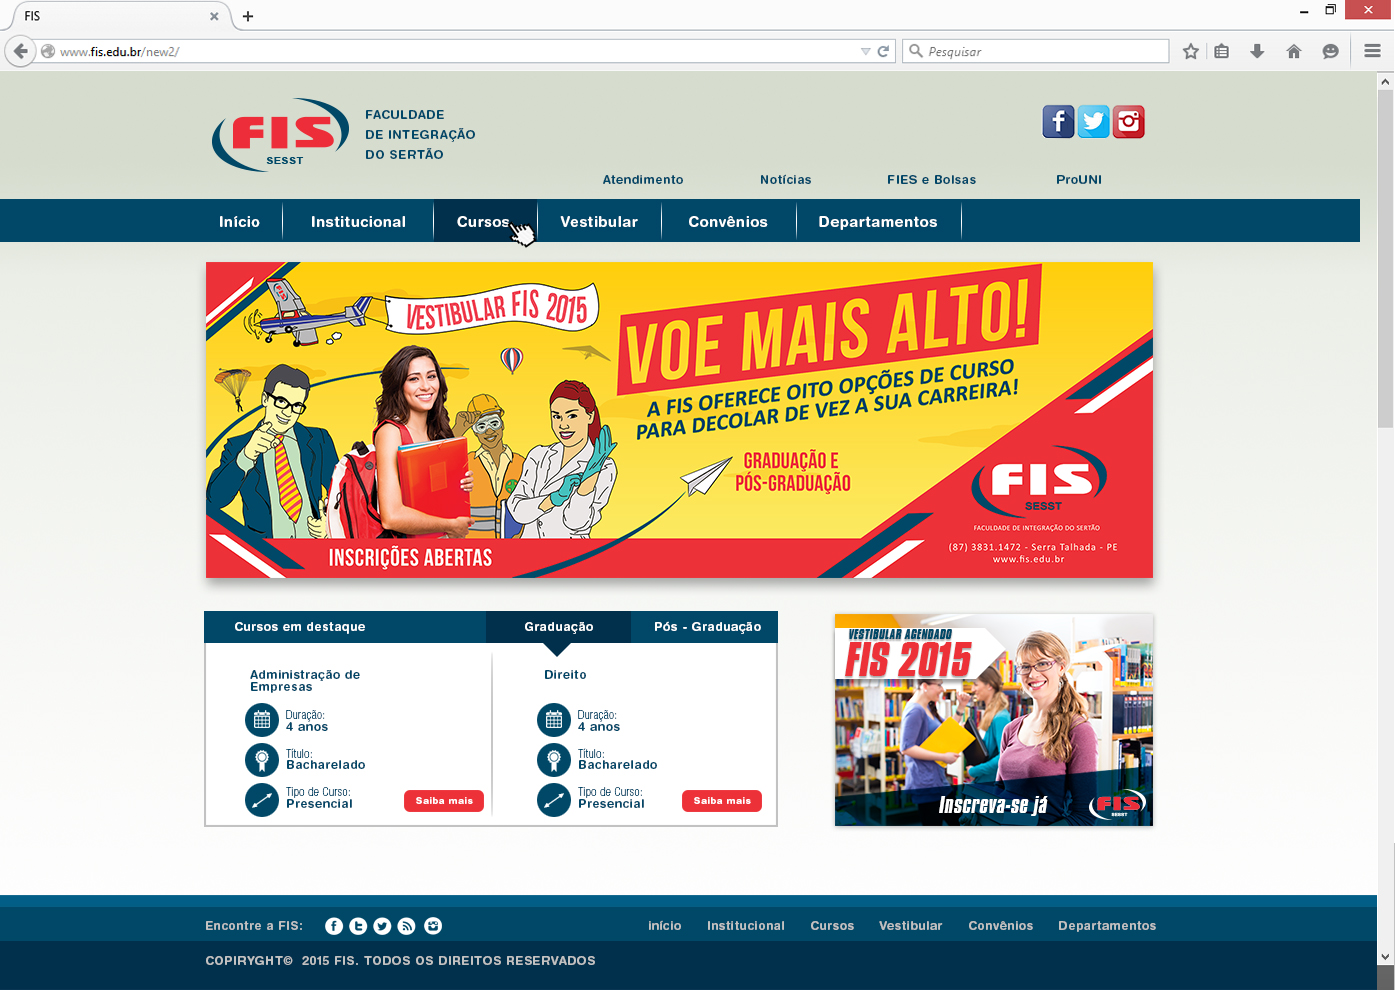 FIS
www.fis.edu.br/new2/
Pesquisar
FIS
SESST
FACULDADE
DE INTEGRAÇÃO
DO SERTÃO
Atendimento
Notícias
FIES e Bolsas
ProUNI
Início
Institucional
Cursos
Vestibular
Convênios
Departamentos
FIS
VESTIBULAR FIS 2015
VOE MAIS ALTO!
A FIS OFERECE OITO OPÇÕES DE CURSO
PARA DECOLAR DE VEZ A SUA CARREIRA!
GRADUAÇÃO E
PÓS-GRADUAÇÃO
FIS
SESST
FACULDADE DE INTEGRAÇÃO DO SERTÃO
(87) 3831.1472 - Serra Talhada - PE
www.fis.edu.br
INSCRIÇÕES ABERTAS
Cursos em destaque
Graduação
Pós - Graduação
Administração de
Empresas
Duração:
4 anos
Título:
Bacharelado
Tipo de Curso:
Presencial
Saiba mais
Direito
Duração:
4 anos
Título:
Bacharelado
Tipo de Curso:
Presencial
Saiba mais
VESTIBULAR AGENDADO
FIS 2015
Inscreva-se já
FIS
SESST
Encontre a FIS:
início
Institucional
Cursos
Vestibular
Convênios
Departamentos
COPIRYGHT© 2015 FIS. TODOS OS DIREITOS RESERVADOS